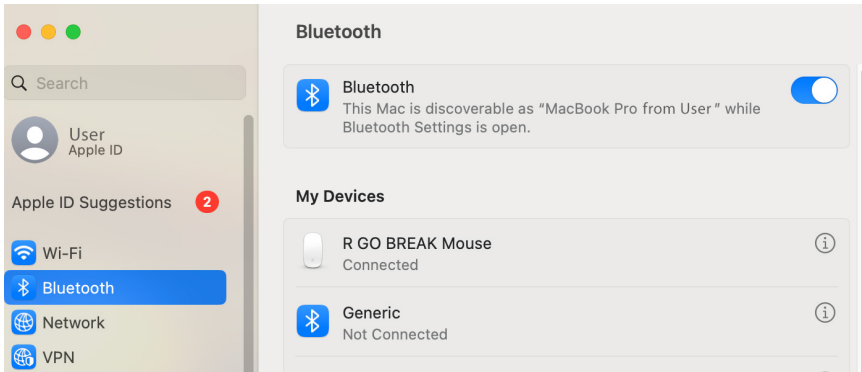 Bluetooth
Search
Bluetooth
This Mac is discoverable as “MacBook Pro from User” while
Bluetooth Settings is open.
User
Apple ID
Apple ID Suggestions 2
My Devices
Wi-Fi
Bluetooth
Network
VPN
R GO BREAK Mouse
Connected
Generic
Not Connected